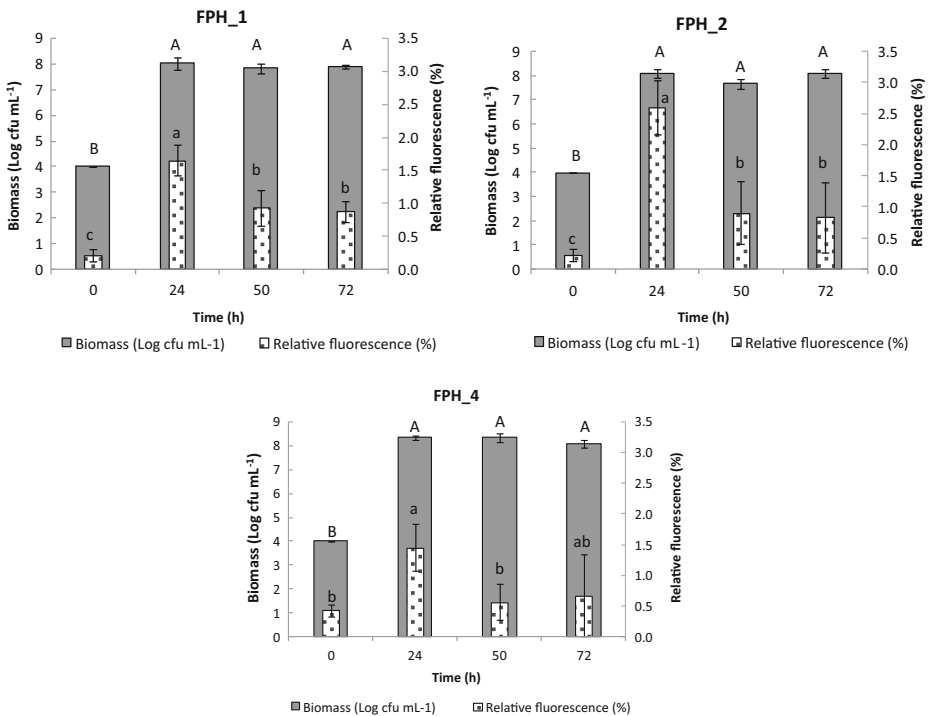 FPH_1
Biomass (Log cfu mL-1)
9
8
7
6
5
4
3
2
1
0
B
A
A
A
c
a
b
b
3.5
3.0
2.5
2.0
1.5
1.0
0.5
0.0
Relative fluorescence (%)
0 24 50 72
Time (h)
Biomass (Log cfu mL-1) Relative fluorescence (%)
FPH_2
Biomass (Log cfu mL-1)
9
8
7
6
5
4
3
2
1
0
B
A
A
A
c
a
b
b
3.5
3.0
2.5
2.0
1.5
1.0
0.5
0.0
Relative fluorescence (%)
0 24 50 72
Time (h)
Biomass (Log cfu mL-1) Relative fluorescence (%)
FPH_4
Biomass (Log cfu mL-1)
9
8
7
6
5
4
3
2
1
0
B
A
A
A
b
a
b
ab
3.5
3.0
2.5
2.0
1.5
1.0
0.5
0.0
Relative fluorescence (%)
0 24 50 72
Time (h)
Biomass (Log cfu mL-1) Relative fluorescence (%)